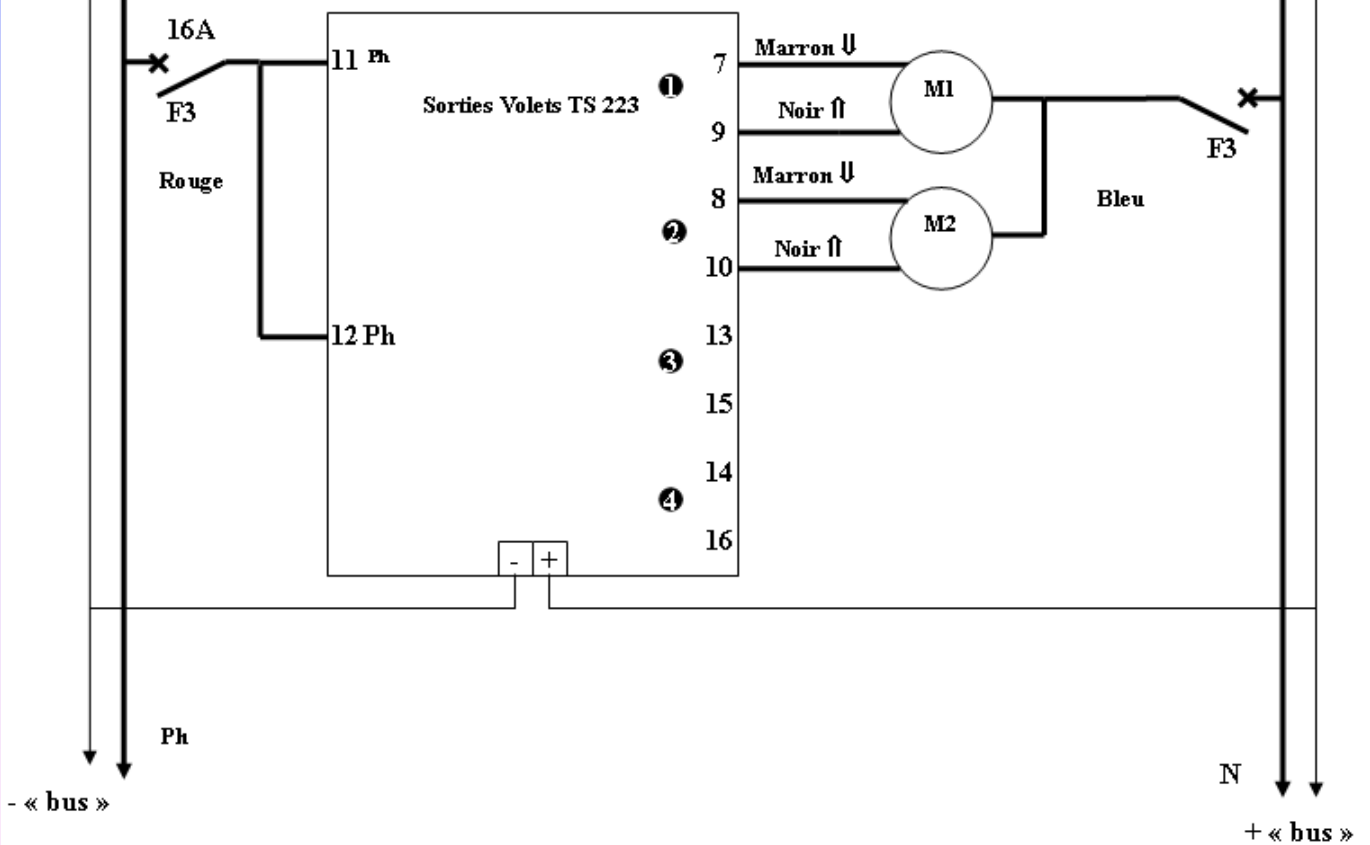 16A
F3
Rouge
11 Ph
12 Ph
Sorties Volets TS 223
❶
❷
❸
❹
7
9
8
10
13
15
14
16
- +
Marron ⇓
Noir ⇑
Marron ⇓
Noir ⇑
M1
M2
F3
Bleu
Ph
- « bus »
N
+ « bus »